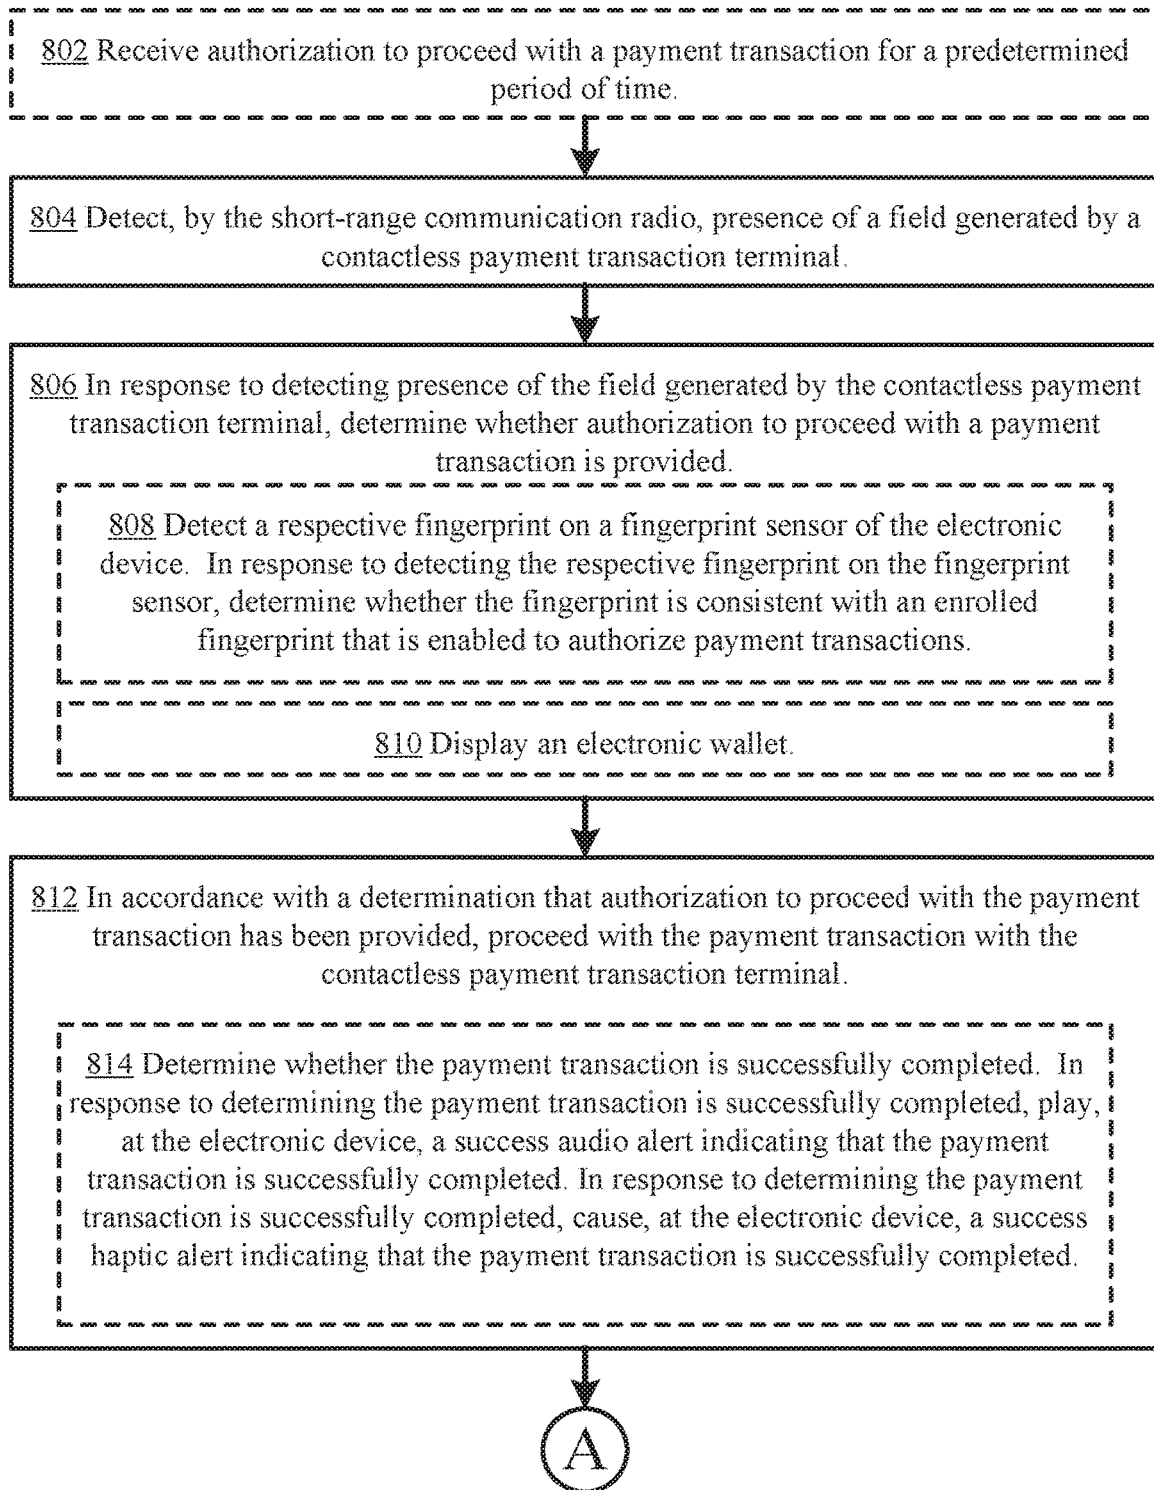 802 Receive authorization to proceed with a payment transaction for a predetermined
period of time.
804 Detect, by the short-range communication radio, presence of a field generated by a
contactless payment transaction terminal.
806 In response to detecting presence of the field generated by the contactless payment
transaction terminal, determine whether authorization to proceed with a payment
transaction is provided.
808 Detect a respective fingerprint on a fingerprint sensor of the electronic
device. In response to detecting the respective fingerprint on the fingerprint
sensor, determine whether the fingerprint is consistent with an enrolled
fingerprint that is enabled to authorize payment transactions.
810 Display an electronic wallet.
812 In accordance with a determination that authorization to proceed with the payment
transaction has been provided, proceed with the payment transaction with the
contactless payment transaction terminal.
814 Determine whether the payment transaction is successfully completed. In
response to determining the payment transaction is successfully completed, play,
at the electronic device, a success audio alert indicating that the payment
transaction is successfully completed. In response to determining the payment
transaction is successfully completed, cause, at the electronic device, a success
haptic alert indicating that the payment transaction is successfully completed.
A